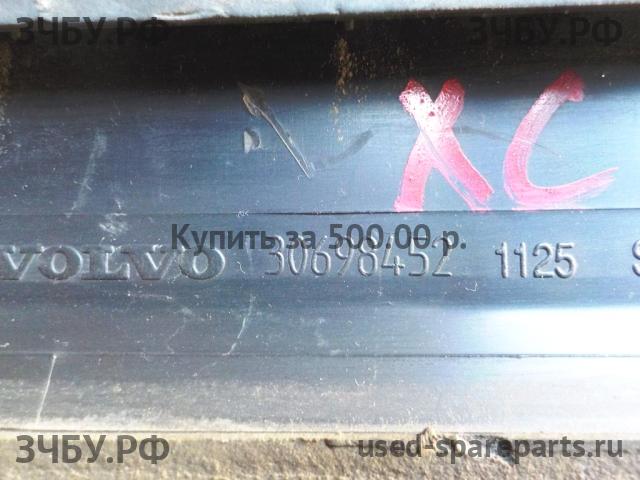 ЗЧБУ.РФ
ЗЧБУ.РФ
XC
Купить за 500.00 р.
VOLVO 30698452 1125 S
ЗЧБУ.РФ
used-spareparts.ru